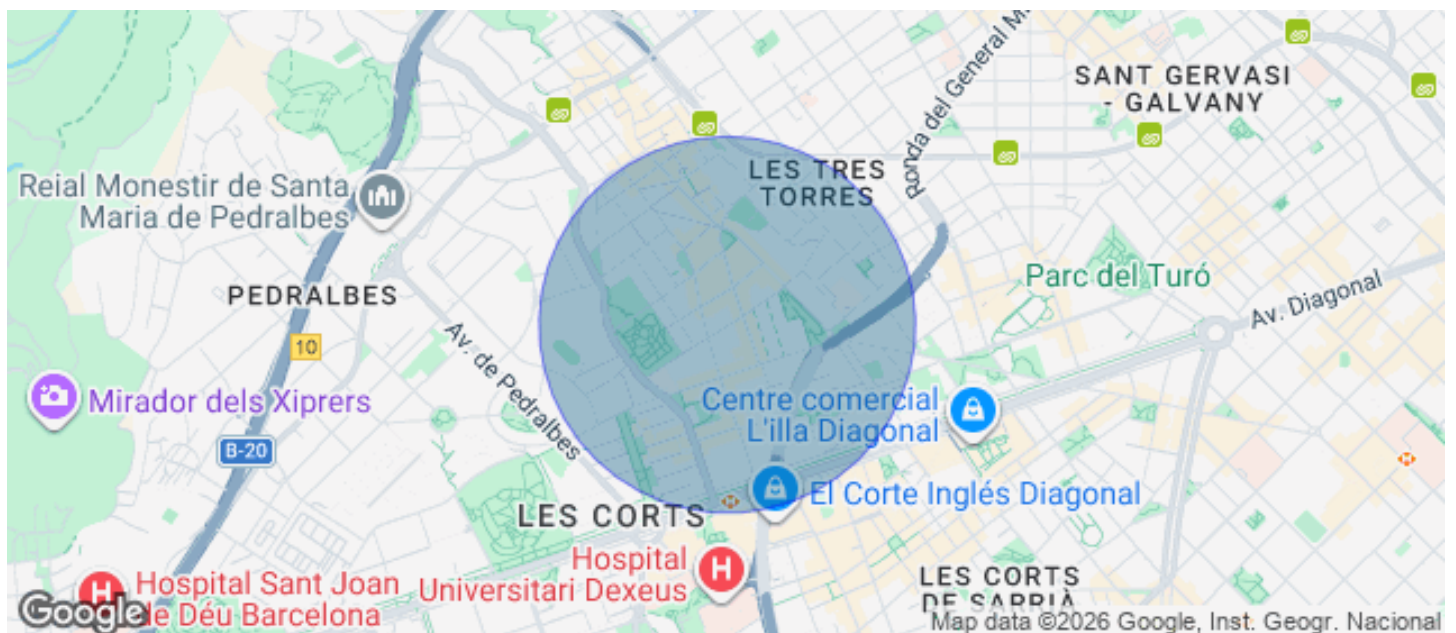 Ronda del General Mi
SANT GERVASI
- GALVANY
LES TRES
TORRES
Reial Monestir de Santa
Maria de Pedralbes
PEDRALBES
Parc del Turó
Av. Diagonal
10
Av. de Pedralbes
Mirador dels Xiprers
B-20
Centre comercial
L'illa Diagonal
El Corte Inglés Diagonal
LES CORTS
Hospital
Universitari Dexeus
H
H
Hospital Sant Joan
de Déu Barcelona
LES CORTS
DE SARRIÀ
Google
Map data ©2026 Google, Inst. Geogr. Nacional